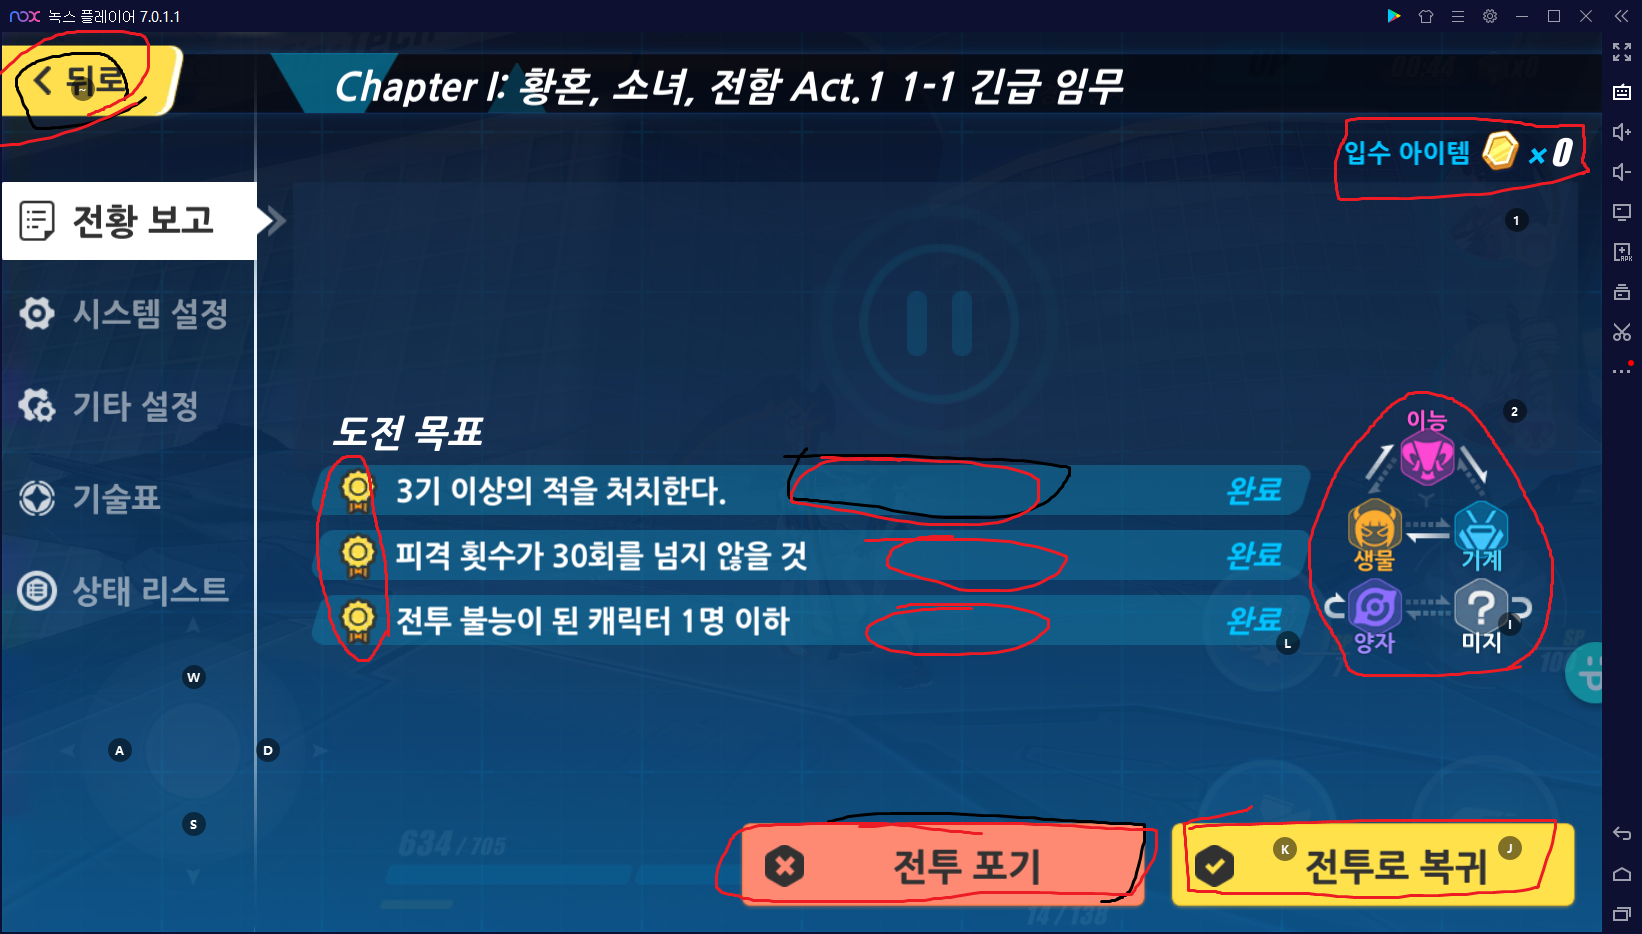 nox 녹스 플레이어 7.0.1.1
뒤로
Chapter I: 황혼, 소녀, 전함 Act.1 1-1 긴급 임무
입수 아이템 ×0
1
전황 보고
시스템 설정
기타 설정
기술표
상태 리스트
2
도전 목표
3기 이상의 적을 처치한다. 완료
피격 횟수가 30회를 넘지 않을 것 완료
전투 불능이 된 캐릭터 1명 이하 완료
이능
생물 기계
양자 ? 미지
I
L
SP
W
A D
S
634 / 705
전투 포기
K 전투로 복귀 J
14 / 138